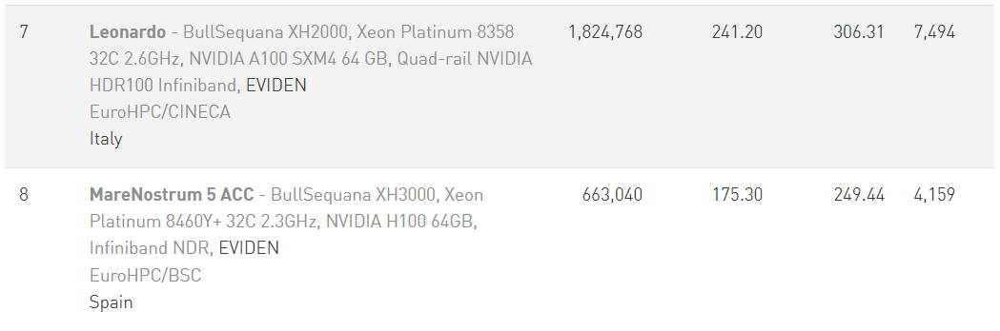 7 Leonardo - BullSequana XH2000, Xeon Platinum 8358 1,824,768 241.20 306.31 7,494
32C 2.6GHz, NVIDIA A100 SXM4 64 GB, Quad-rail NVIDIA
HDR100 Infiniband, EVIDEN
EuroHPC/CINECA
Italy
8 MareNostrum 5 ACC - BullSequana XH3000, Xeon 663,040 175.30 249.44 4,159
Platinum 8460Y+ 32C 2.3GHz, NVIDIA H100 64GB,
Infiniband NDR, EVIDEN
EuroHPC/BSC
Spain